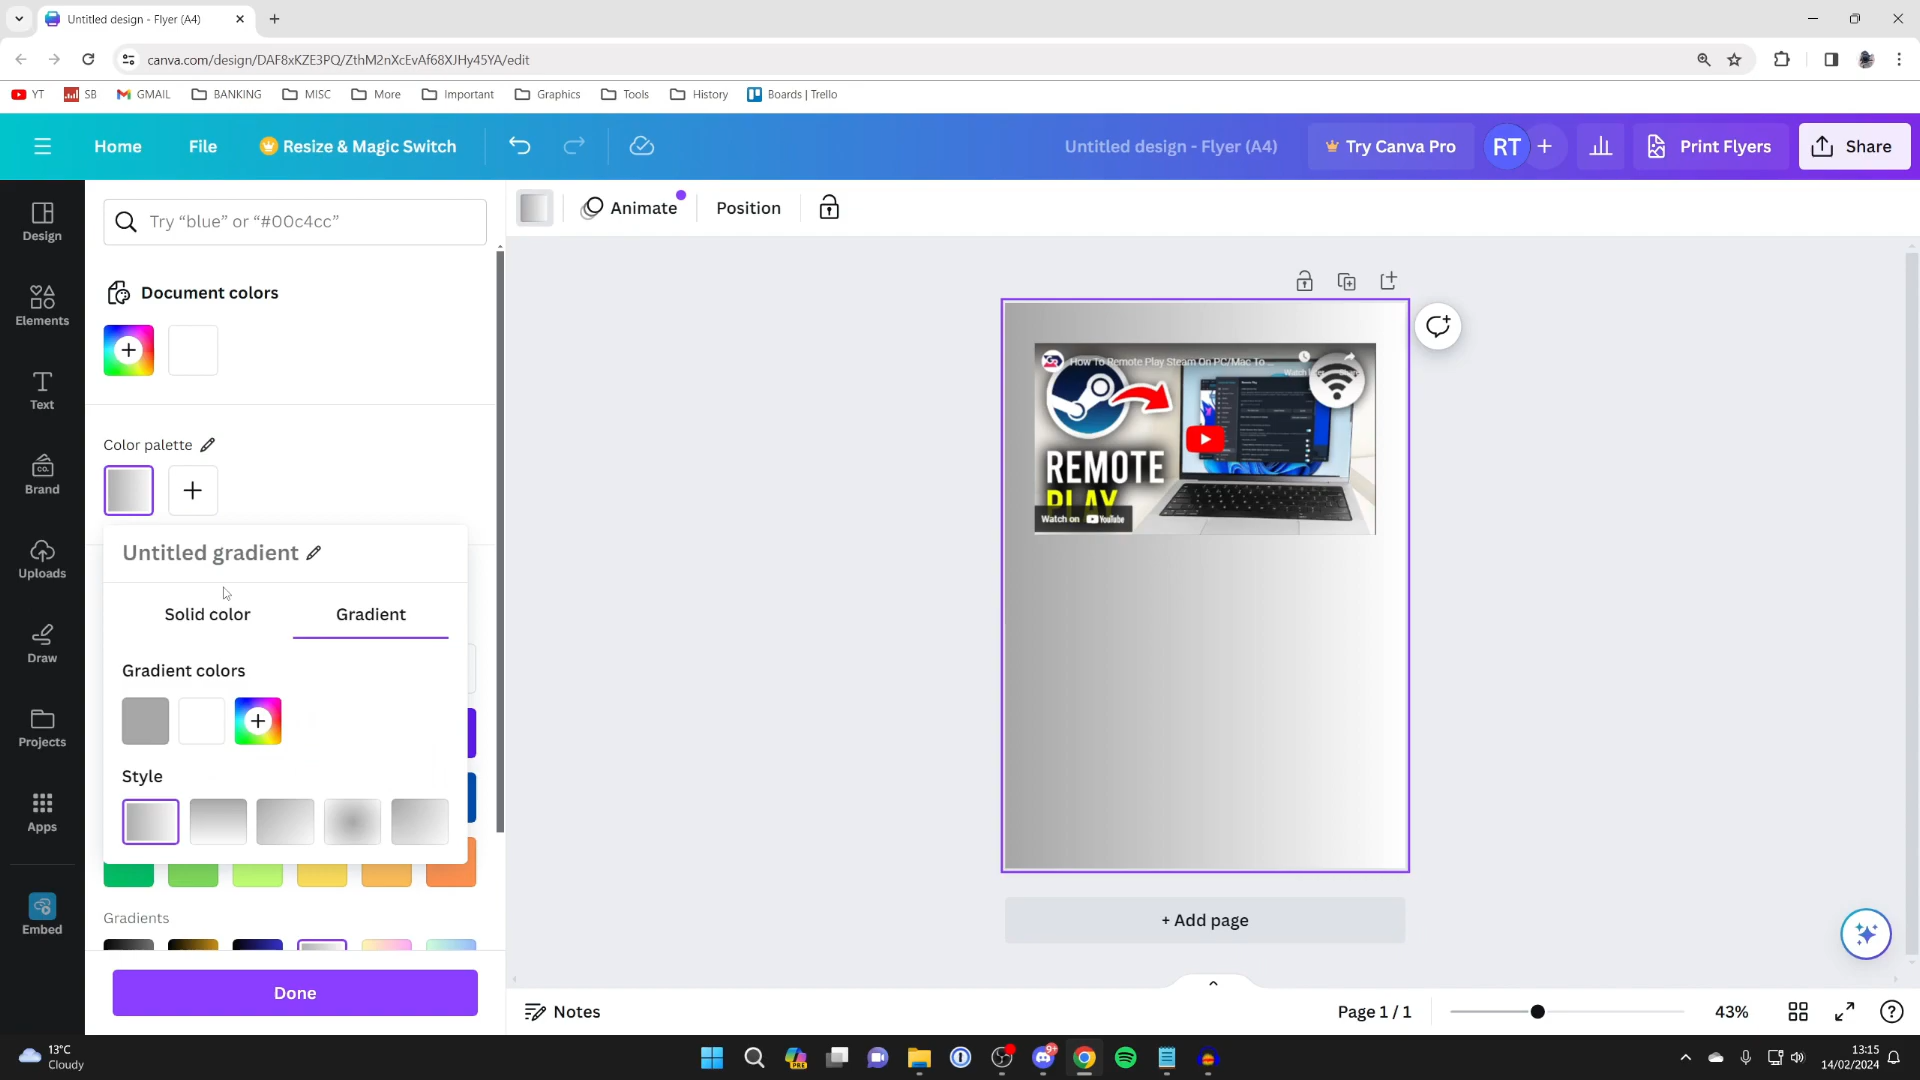 Untitled design - Flyer (A4)
canva.com/design/DAF8xKZE3PQ/ZthM2nXcEvAf68XJHy45YA/edit
YT
SB
GMAIL
BANKING
MISC
More
Important
Graphics
Tools
History
Boards | Trello
Home
File
Resize & Magic Switch
Untitled design - Flyer (A4)
Try Canva Pro
RT
Print Flyers
Share
Design
Elements
Text
Brand
Uploads
Draw
Projects
Apps
Embed
Try “blue” or “#00c4cc”
Document colors
Color palette
Untitled gradient
Solid color
Gradient
Gradient colors
Style
Gradients
Done
Animate
Position
How To Remote Play Steam On PC/Mac To ...
REMOTE
PLAY
Watch on YouTube
+ Add page
Notes
Page 1 / 1
43%
13°C
Cloudy
13:15
14/02/2024